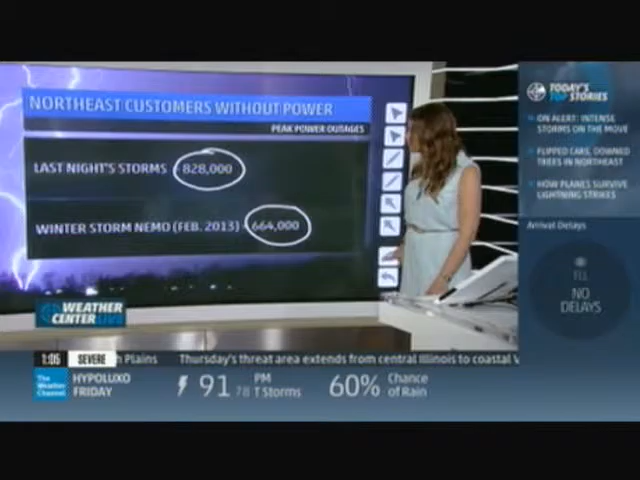 NORTHEAST CUSTOMERS WITHOUT POWER
PEAK POWER OUTAGES
LAST NIGHT'S STORMS 828,000
WINTER STORM NEMO (FEB. 2013) 664,000
WEATHER
CENTER LIVE
TODAY'S
TOP STORIES
ON ALERT: INTENSE
STORMS ON THE MOVE
FLIPPED CARS, DOWNED
TREES IN NORTHEAST
HOW PLANES SURVIVE
LIGHTNING STRIKES
Arrival Delays
FLL
NO
DELAYS
1:05 SEVERE h Plains Thursday's threat area extends from central Illinois to coastal V
The
Weather
Channel
HYPOLUXO
FRIDAY
91 78 PM
T Storms
60% Chance
of Rain